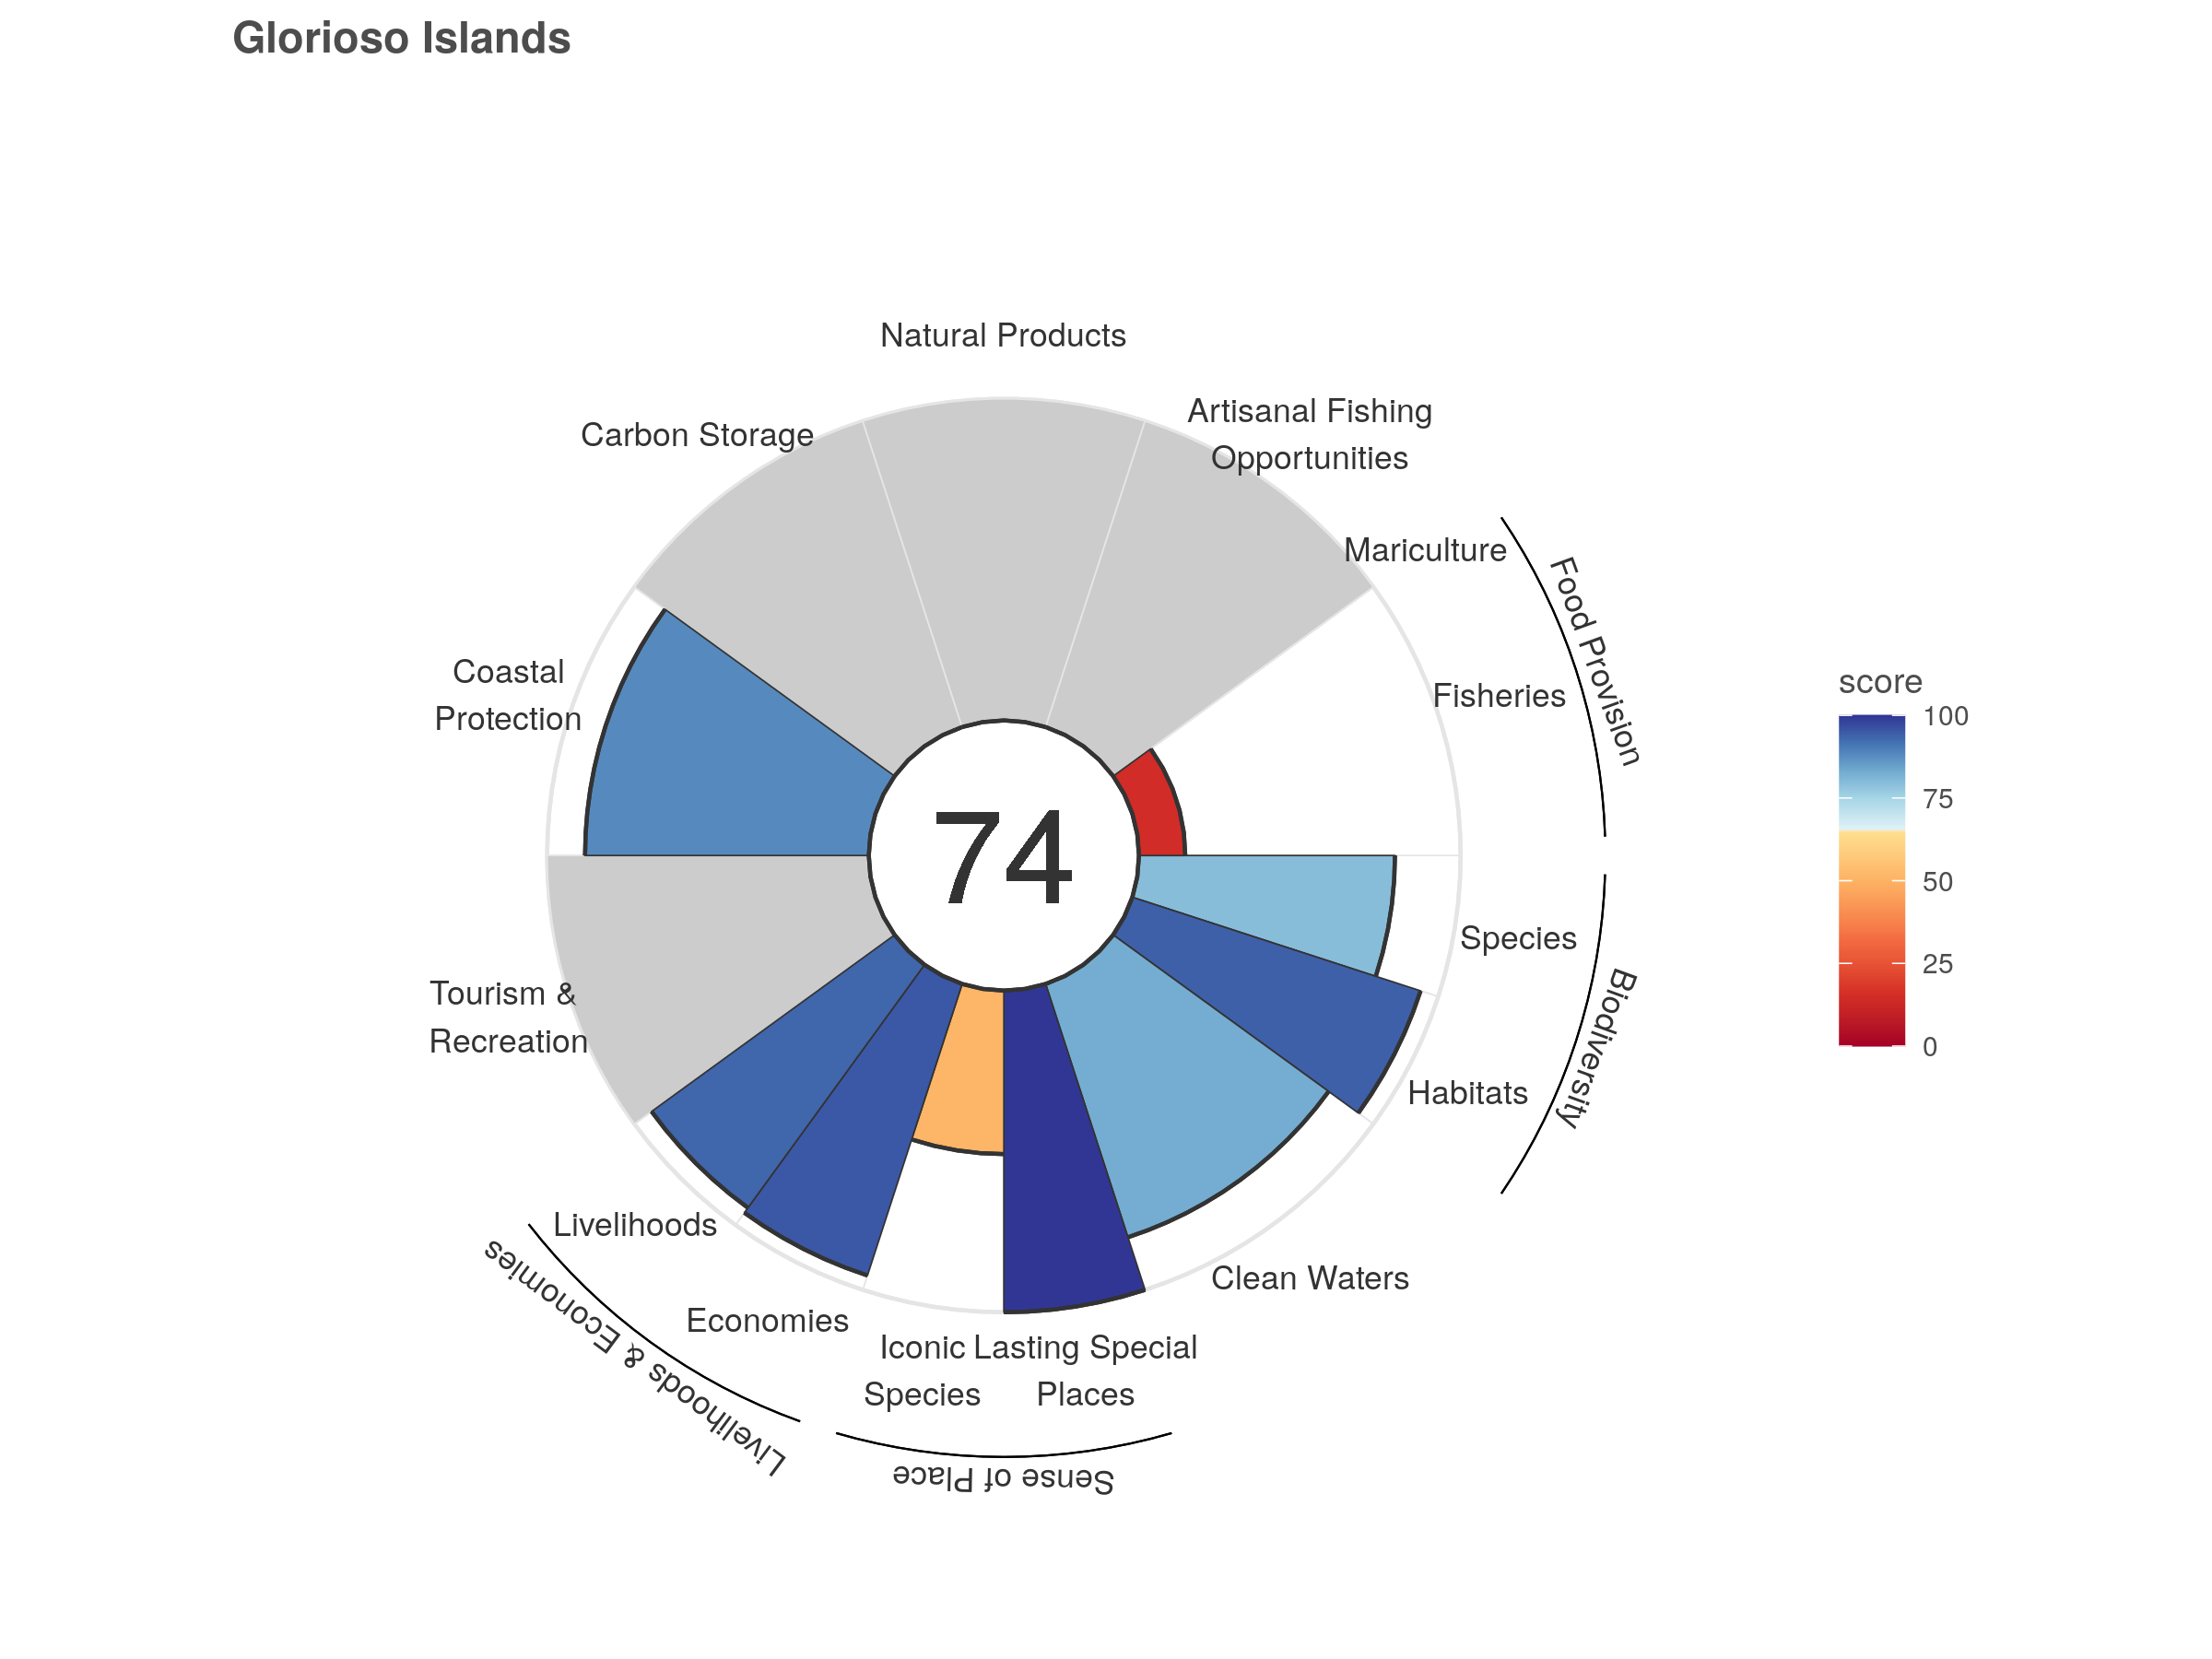 Glorioso Islands
Natural Products
Artisanal Fishing
Opportunities
Carbon Storage
Mariculture
Food Provision
Fisheries
Coastal
Protection
score
100
75
50
25
0
74
Species
Biodiversity
Habitats
Tourism &
Recreation
Livelihoods
Livelihoods & Economies
Economies
Clean Waters
Iconic
Species
Lasting Special
Places
Sense of Place